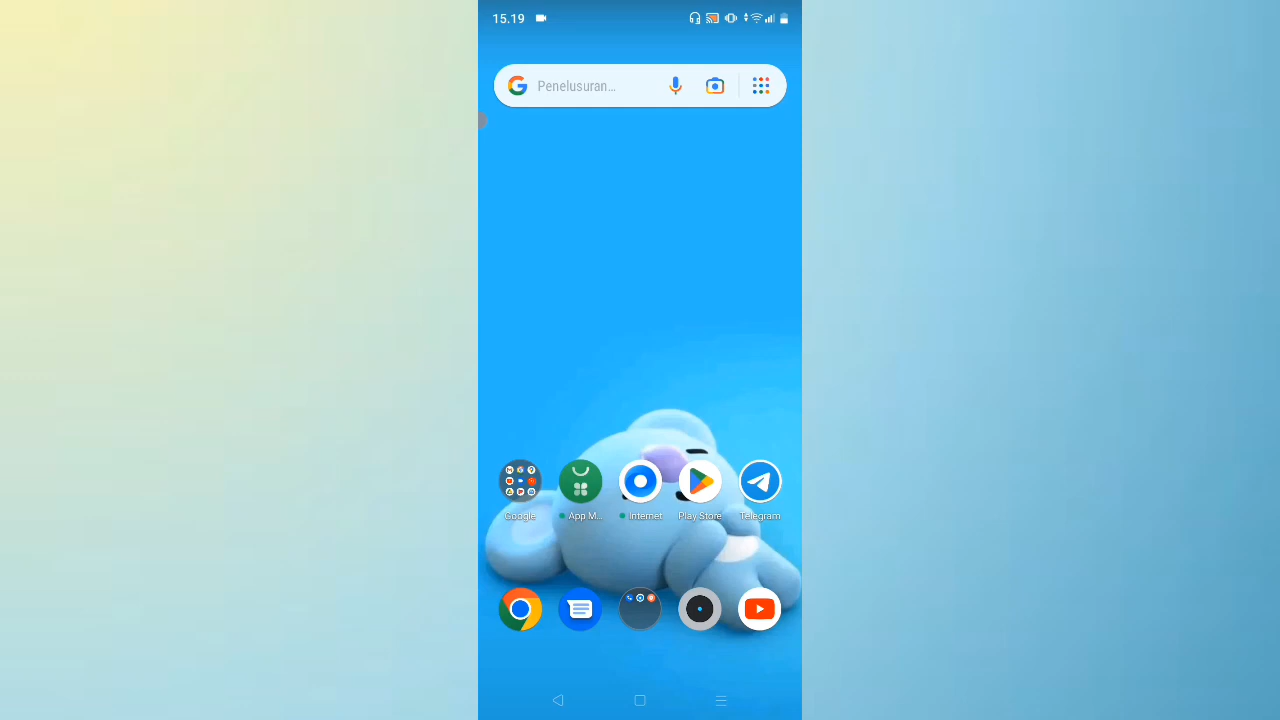 15.19
Penelusuran...
Google
App M...
Internet
Play Store
Telegram